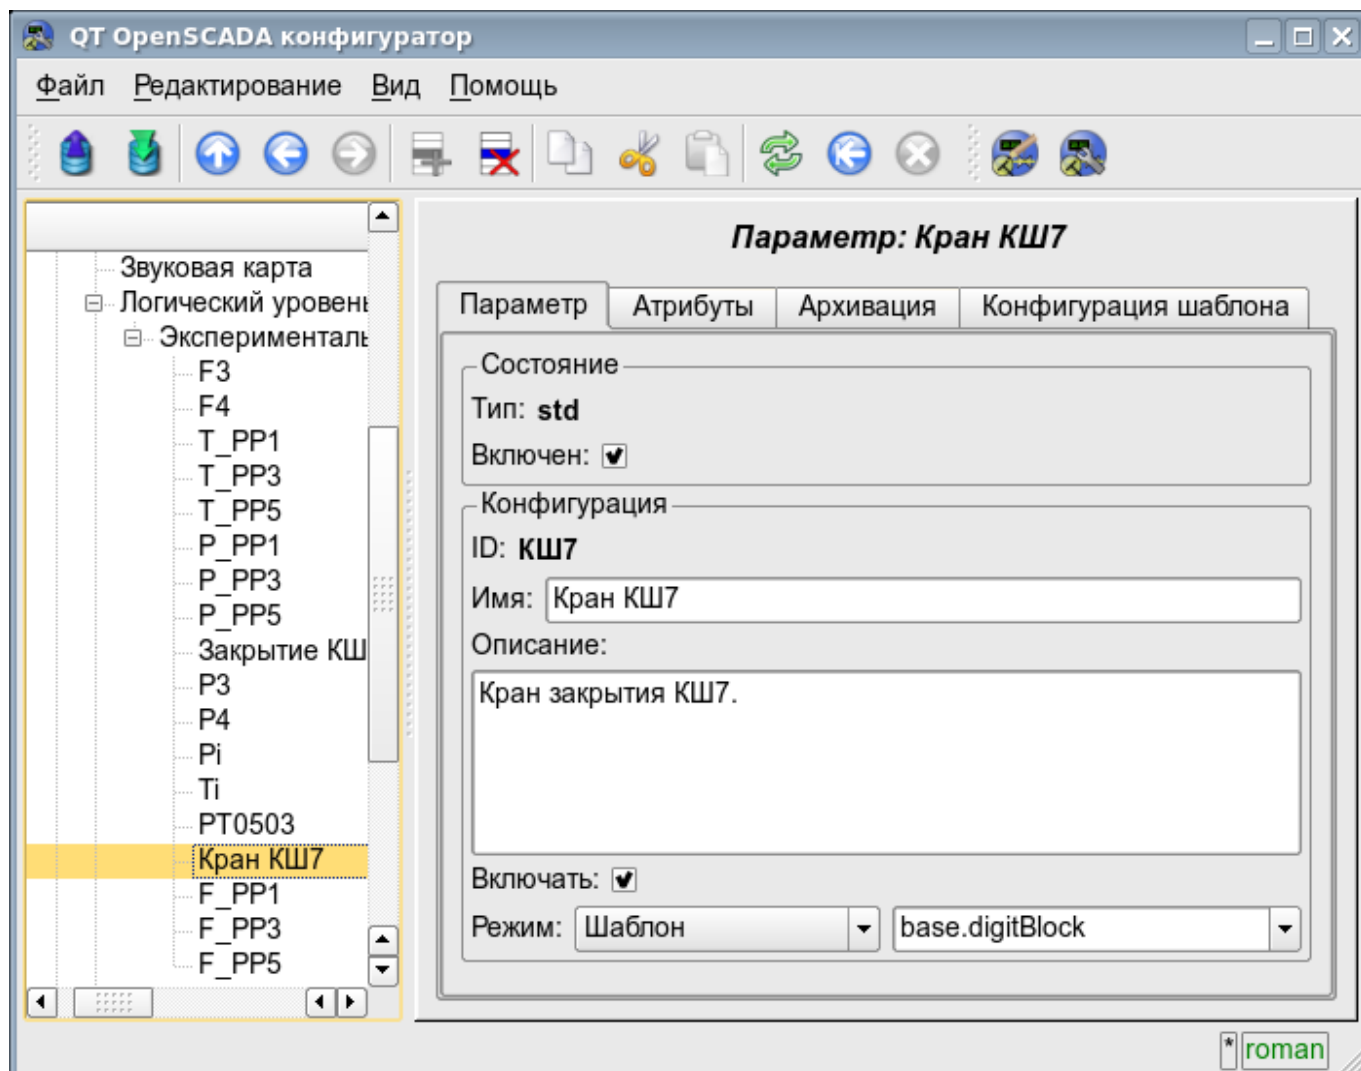 QT OpenSCADA конфигуратор
Файл Редактирование Вид Помощь
Звуковая карта
Логический уровень
Эксперименталь
F3
F4
T_PP1
T_PP3
T_PP5
P_PP1
P_PP3
P_PP5
Закрытие КШ
P3
P4
Pi
Ti
PT0503
Кран КШ7
F_PP1
F_PP3
F_PP5
Параметр: Кран КШ7
Параметр Атрибуты Архивация Конфигурация шаблона
Состояние
Тип: std
Включен:
Конфигурация
ID: КШ7
Имя: Кран КШ7
Описание:
Кран закрытия КШ7.
Включать:
Режим: Шаблон base.digitBlock
* roman